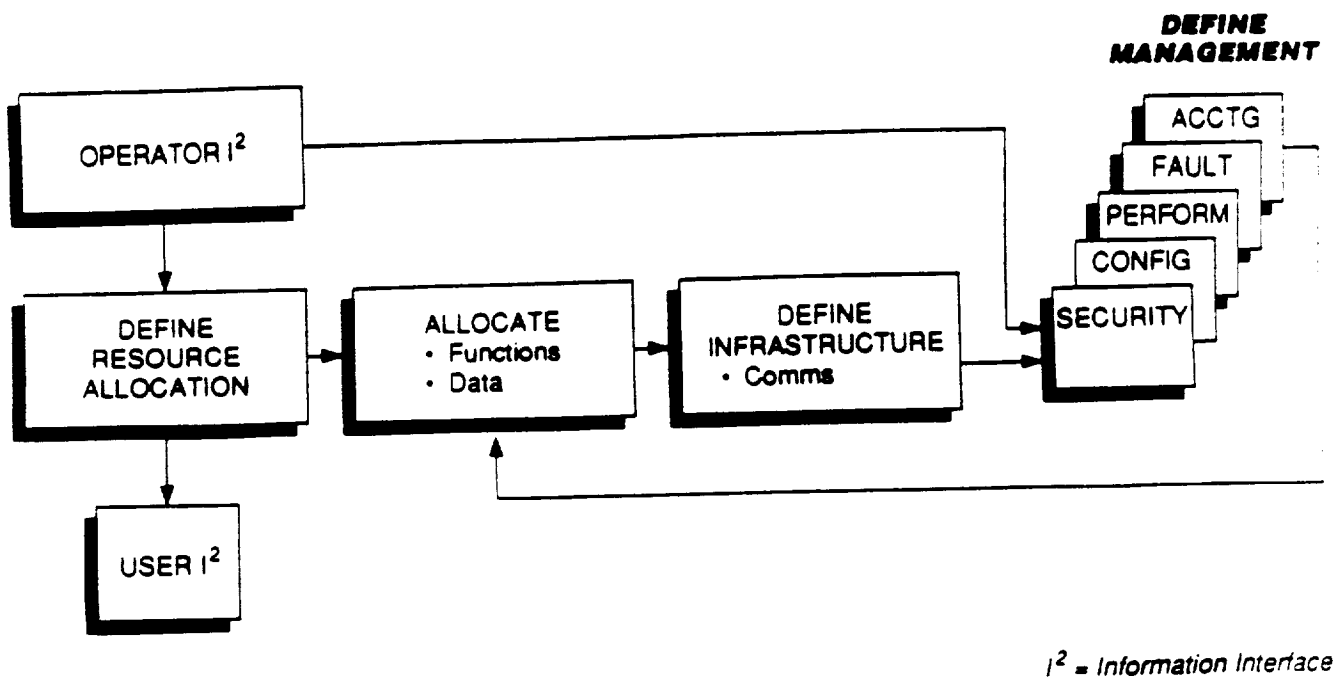 DEFINE
MANAGEMENT
OPERATOR I²
ACCTG
FAULT
PERFORM
CONFIG
SECURITY
DEFINE
RESOURCE
ALLOCATION
ALLOCATE
• Functions
• Data
DEFINE
INFRASTRUCTURE
• Comms
USER I²
I² = Information Interface